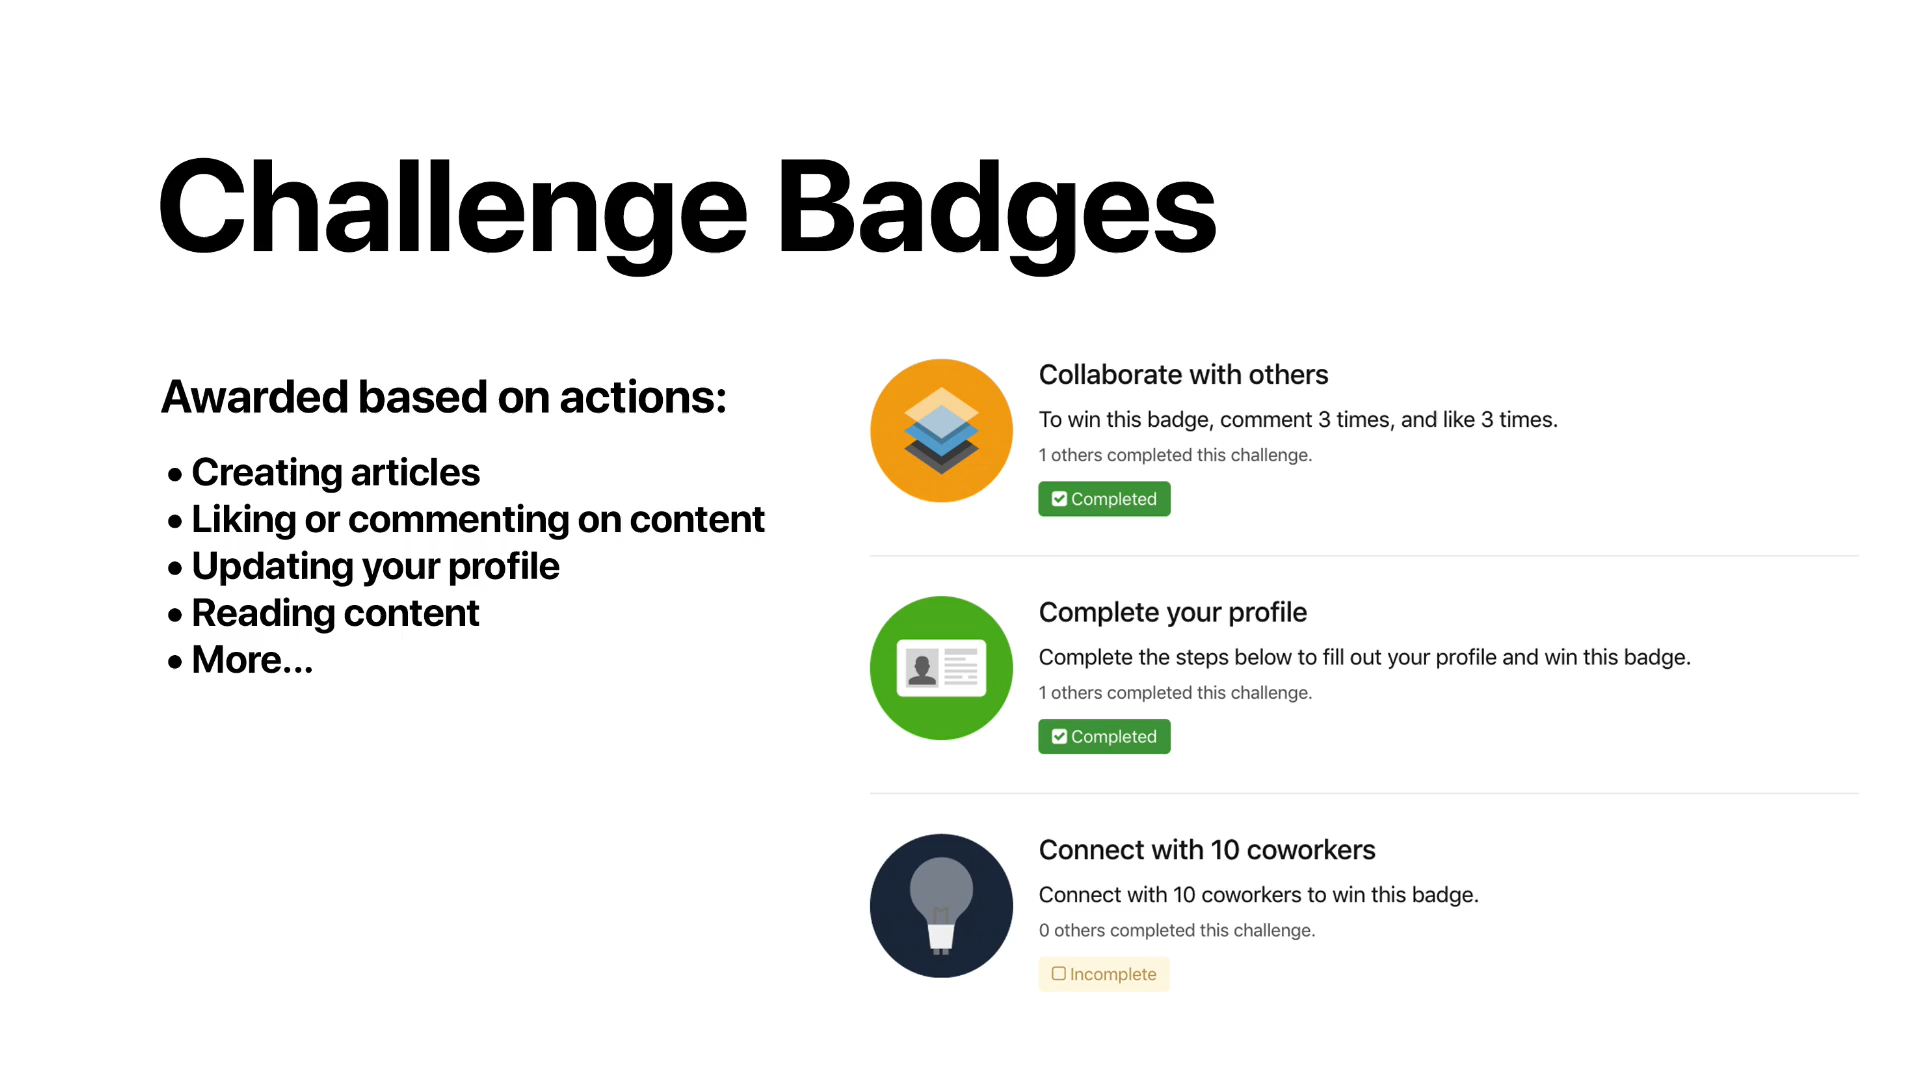 Challenge Badges
Awarded based on actions:
• Creating articles
• Liking or commenting on content
• Updating your profile
• Reading content
• More...
Collaborate with others
To win this badge, comment 3 times, and like 3 times.
1 others completed this challenge.
Completed
Complete your profile
Complete the steps below to fill out your profile and win this badge.
1 others completed this challenge.
Completed
Connect with 10 coworkers
Connect with 10 coworkers to win this badge.
0 others completed this challenge.
Incomplete